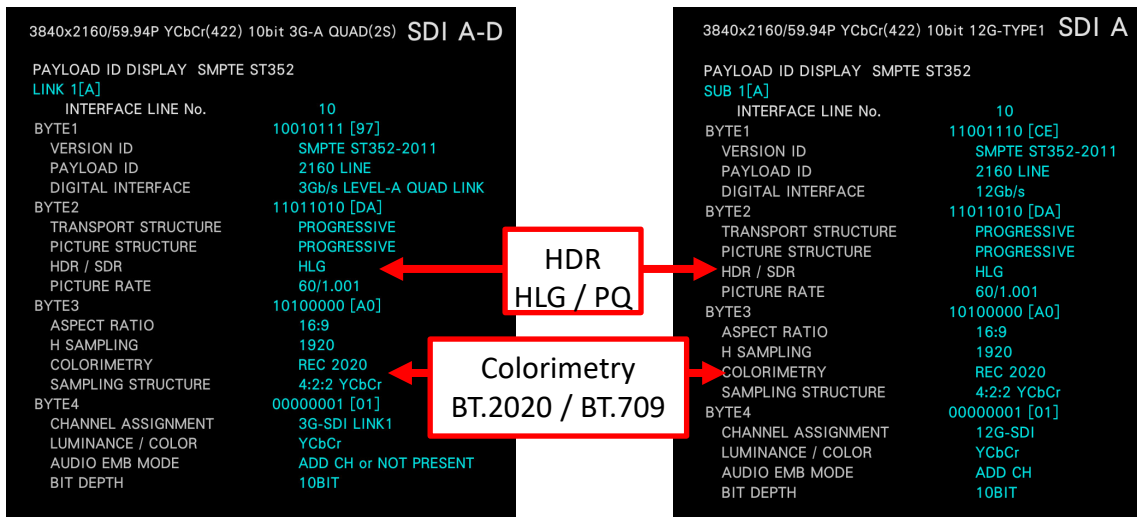 3840x2160/59.94P YCbCr(422) 10bit 3G-A QUAD(2S) SDI A-D
PAYLOAD ID DISPLAY SMPTE ST352
LINK 1[A]
INTERFACE LINE No. 10
BYTE1 10010111 [97]
VERSION ID SMPTE ST352-2011
PAYLOAD ID 2160 LINE
DIGITAL INTERFACE 3Gb/s LEVEL-A QUAD LINK
BYTE2 11011010 [DA]
TRANSPORT STRUCTURE PROGRESSIVE
PICTURE STRUCTURE PROGRESSIVE
HDR / SDR HLG
PICTURE RATE 60/1.001
BYTE3 10100000 [A0]
ASPECT RATIO 16:9
H SAMPLING 1920
COLORIMETRY REC 2020
SAMPLING STRUCTURE 4:2:2 YCbCr
BYTE4 00000001 [01]
CHANNEL ASSIGNMENT 3G-SDI LINK1
LUMINANCE / COLOR YCbCr
AUDIO EMB MODE ADD CH or NOT PRESENT
BIT DEPTH 10BIT
HDR
HLG / PQ
Colorimetry
BT.2020 / BT.709
3840x2160/59.94P YCbCr(422) 10bit 12G-TYPE1 SDI A
PAYLOAD ID DISPLAY SMPTE ST352
SUB 1[A]
INTERFACE LINE No. 10
BYTE1 11001110 [CE]
VERSION ID SMPTE ST352-2011
PAYLOAD ID 2160 LINE
DIGITAL INTERFACE 12Gb/s
BYTE2 11011010 [DA]
TRANSPORT STRUCTURE PROGRESSIVE
PICTURE STRUCTURE PROGRESSIVE
HDR / SDR HLG
PICTURE RATE 60/1.001
BYTE3 10100000 [A0]
ASPECT RATIO 16:9
H SAMPLING 1920
COLORIMETRY REC 2020
SAMPLING STRUCTURE 4:2:2 YCbCr
BYTE4 00000001 [01]
CHANNEL ASSIGNMENT 12G-SDI
LUMINANCE / COLOR YCbCr
AUDIO EMB MODE ADD CH
BIT DEPTH 10BIT